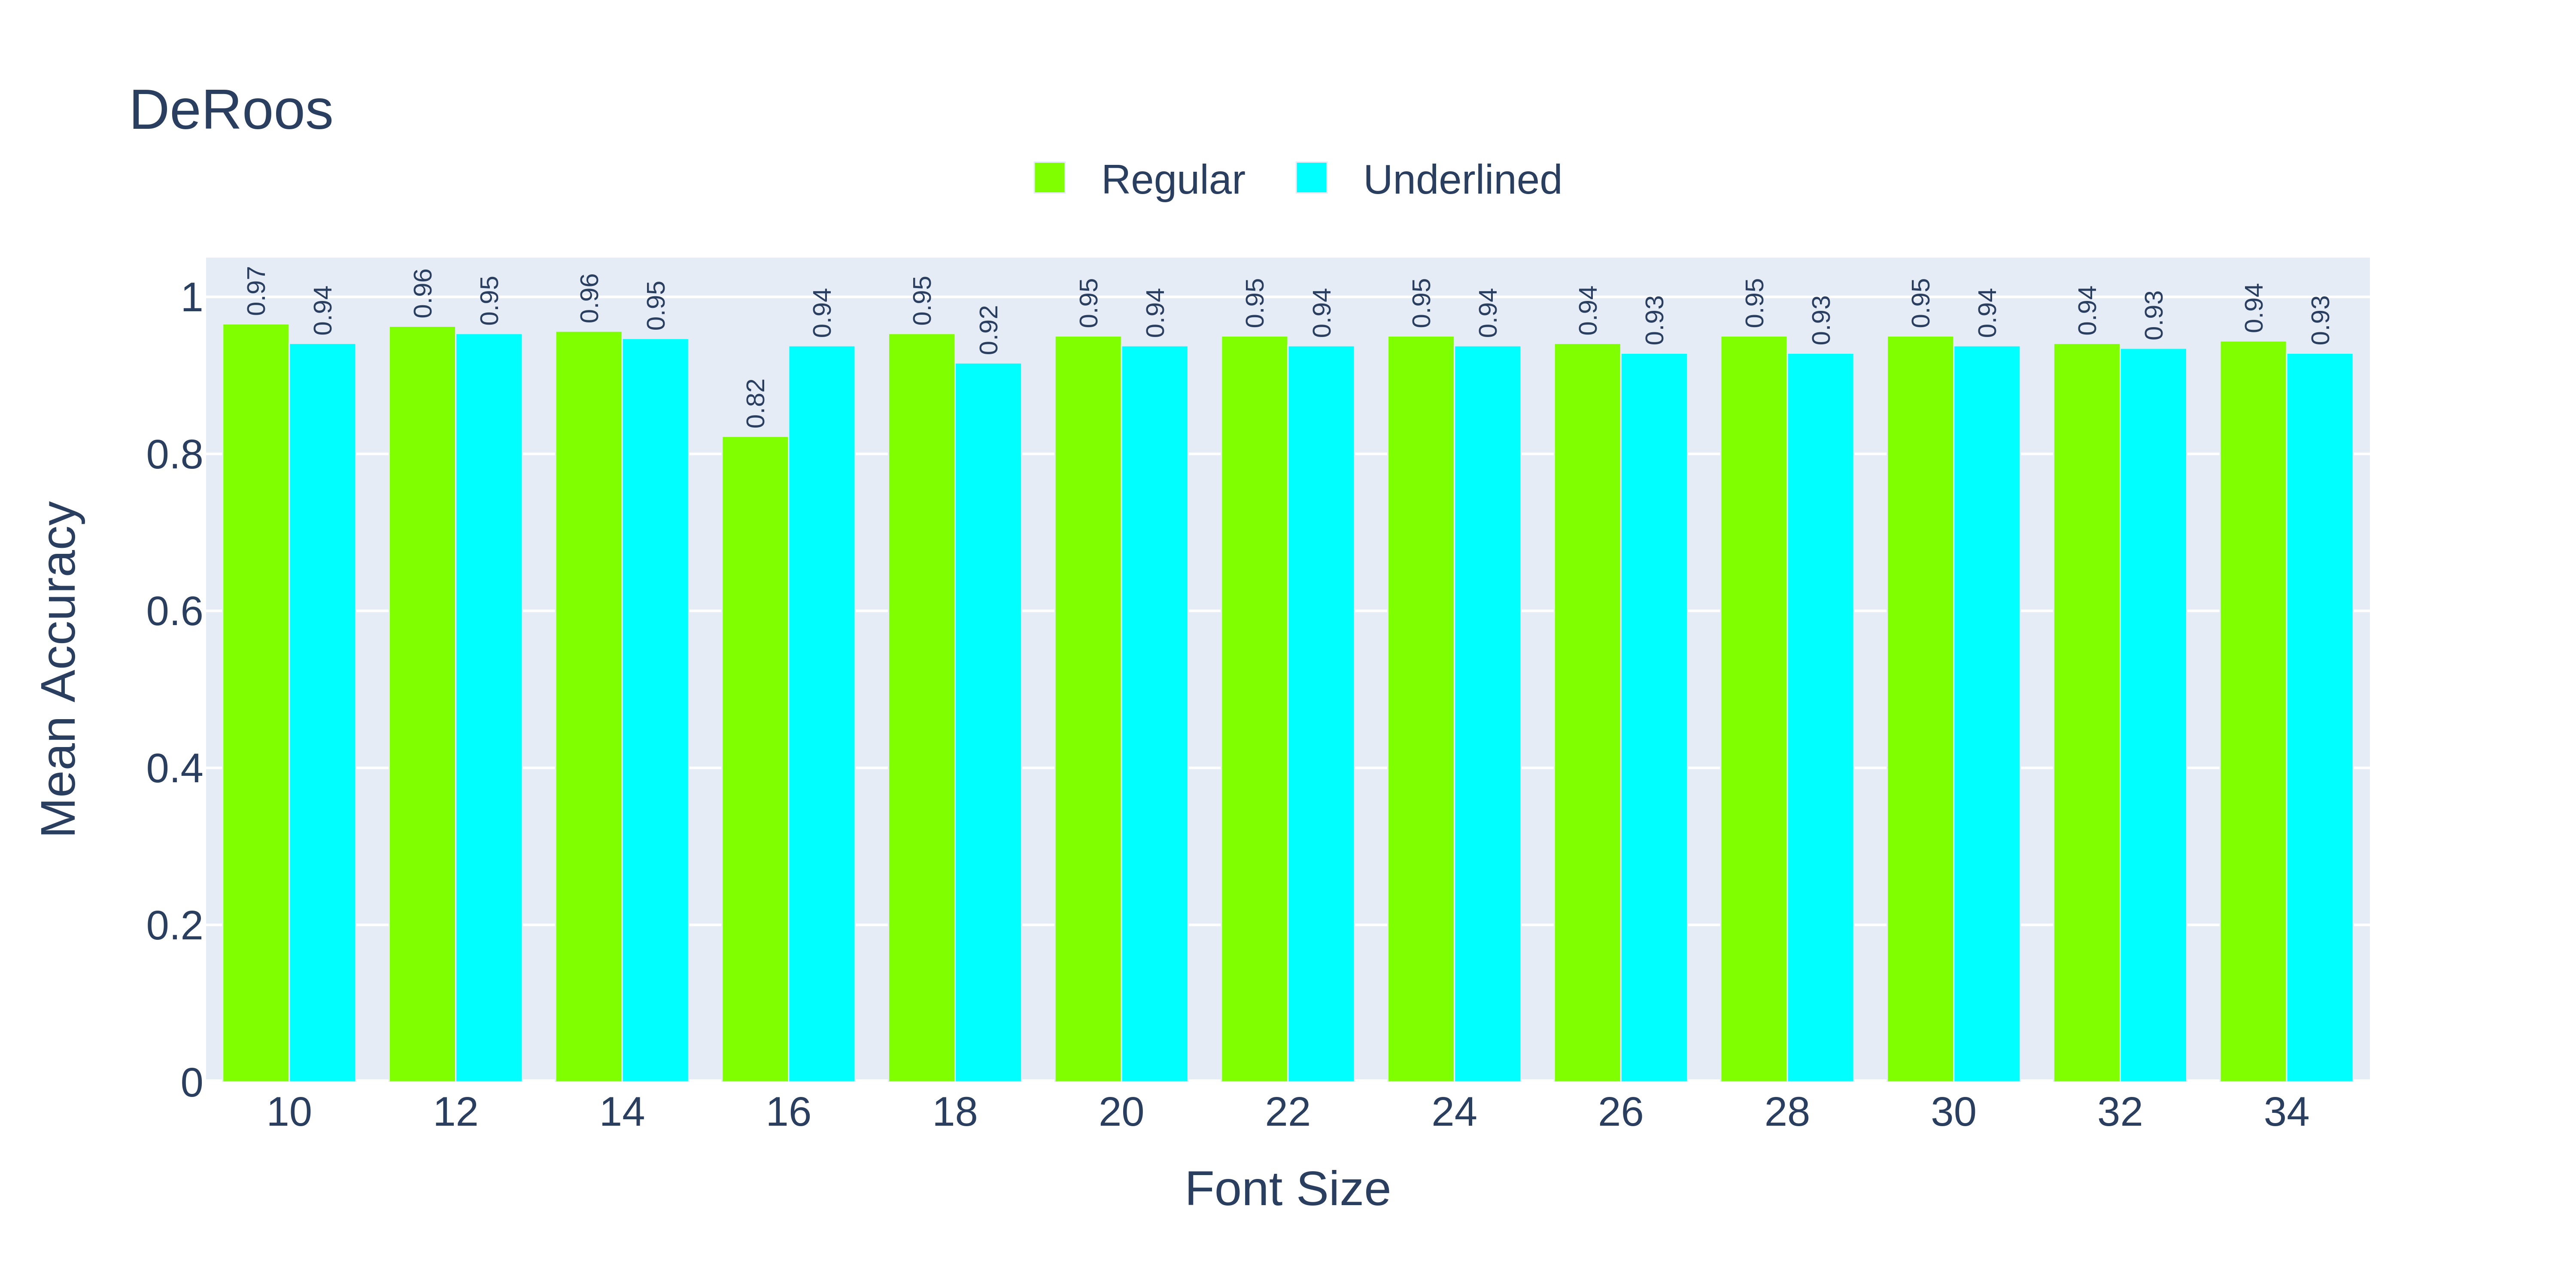 DeRoos
Regular Underlined
0.97 0.94 0.96 0.95 0.96 0.95 0.82 0.94 0.95 0.92 0.95 0.94 0.95 0.94 0.95 0.94 0.94 0.93 0.95 0.93 0.95 0.94 0.94 0.93 0.94 0.93
1
0.8
0.6
0.4
0.2
0
Mean Accuracy
10 12 14 16 18 20 22 24 26 28 30 32 34
Font Size